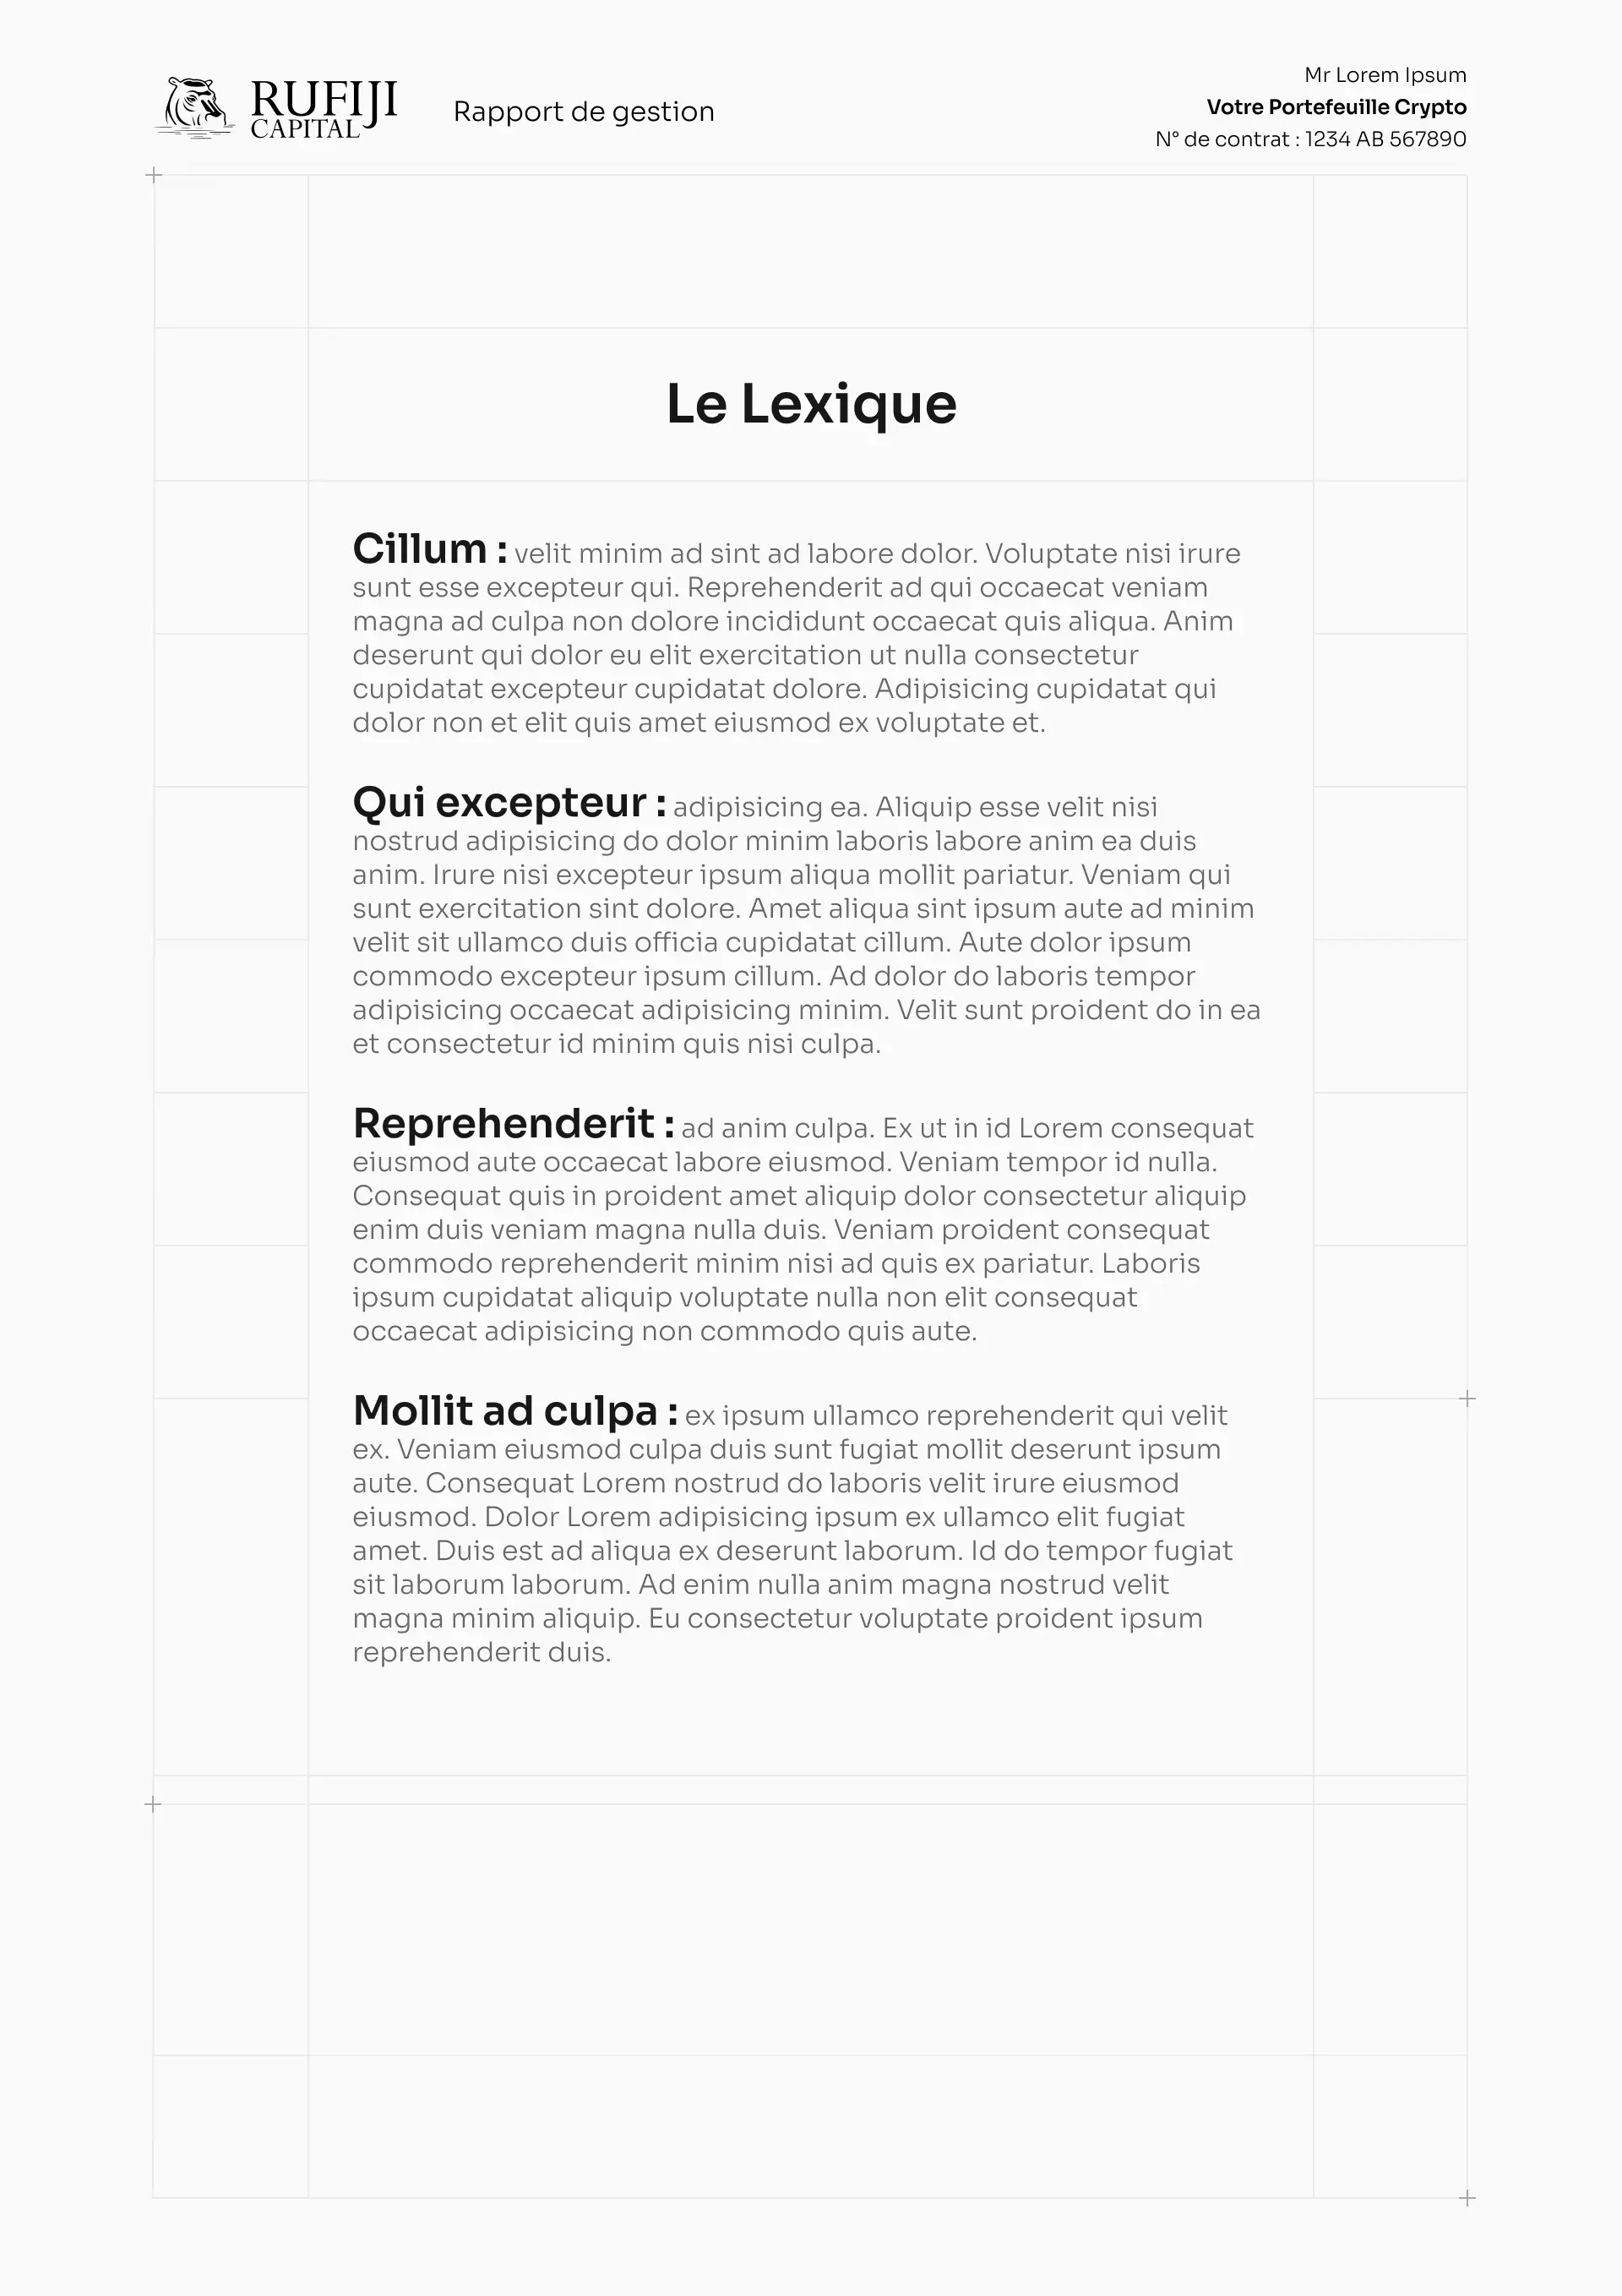 RUFIJI
CAPITAL
Rapport de gestion
Mr Lorem Ipsum
Votre Portefeuille Crypto
N° de contrat : 1234 AB 567890
Le Lexique
Cillum : velit minim ad sint ad labore dolor. Voluptate nisi irure
sunt esse excepteur qui. Reprehenderit ad qui occaecat veniam
magna ad culpa non dolore incididunt occaecat quis aliqua. Anim
deserunt qui dolor eu elit exercitation ut nulla consectetur
cupidatat excepteur cupidatat dolore. Adipisicing cupidatat qui
dolor non et elit quis amet eiusmod ex voluptate et.
Qui excepteur : adipisicing ea. Aliquip esse velit nisi
nostrud adipisicing do dolor minim laboris labore anim ea duis
anim. Irure nisi excepteur ipsum aliqua mollit pariatur. Veniam qui
sunt exercitation sint dolore. Amet aliqua sint ipsum aute ad minim
velit sit ullamco duis officia cupidatat cillum. Aute dolor ipsum
commodo excepteur ipsum cillum. Ad dolor do laboris tempor
adipisicing occaecat adipisicing minim. Velit sunt proident do in ea
et consectetur id minim quis nisi culpa.
Reprehenderit : ad anim culpa. Ex ut in id Lorem consequat
eiusmod aute occaecat labore eiusmod. Veniam tempor id nulla.
Consequat quis in proident amet aliquip dolor consectetur aliquip
enim duis veniam magna nulla duis. Veniam proident consequat
commodo reprehenderit minim nisi ad quis ex pariatur. Laboris
ipsum cupidatat aliquip voluptate nulla non elit consequat
occaecat adipisicing non commodo quis aute.
Mollit ad culpa : ex ipsum ullamco reprehenderit qui velit
ex. Veniam eiusmod culpa duis sunt fugiat mollit deserunt ipsum
aute. Consequat Lorem nostrud do laboris velit irure eiusmod
eiusmod. Dolor Lorem adipisicing ipsum ex ullamco elit fugiat
amet. Duis est ad aliqua ex deserunt laborum. Id do tempor fugiat
sit laborum laborum. Ad enim nulla anim magna nostrud velit
magna minim aliquip. Eu consectetur voluptate proident ipsum
reprehenderit duis.